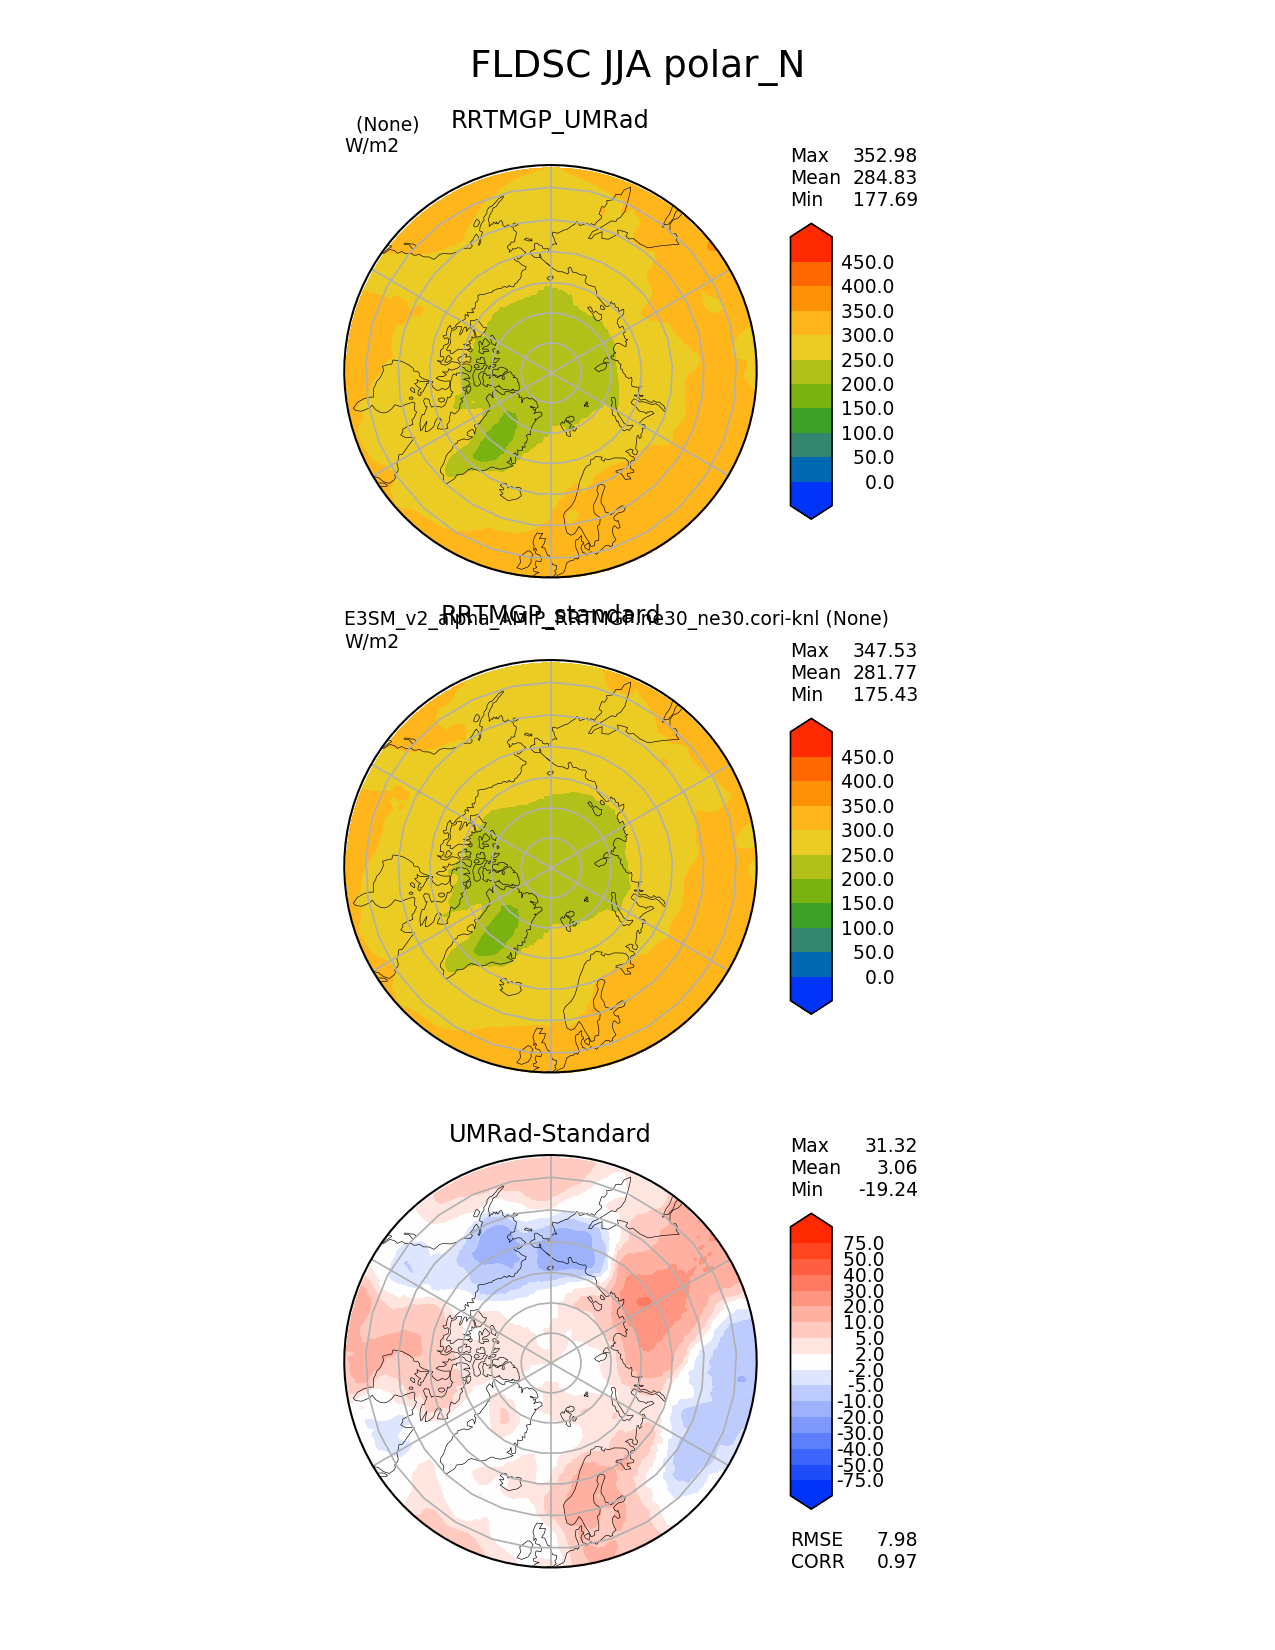 FLDSC JJA polar_N
(None) RRTMGP_UMRad
W/m2
Max 352.98
Mean 284.83
Min 177.69
450.0
400.0
350.0
300.0
250.0
200.0
150.0
100.0
50.0
0.0
RRTMGP_standard
E3SM_v2_alpha_AMIP_RRTMGP.ne30_ne30.cori-knl (None)
W/m2
Max 347.53
Mean 281.77
Min 175.43
450.0
400.0
350.0
300.0
250.0
200.0
150.0
100.0
50.0
0.0
UMRad-Standard
Max 31.32
Mean 3.06
Min -19.24
75.0
50.0
40.0
30.0
20.0
10.0
5.0
2.0
-2.0
-5.0
-10.0
-20.0
-30.0
-40.0
-50.0
-75.0
RMSE 7.98
CORR 0.97